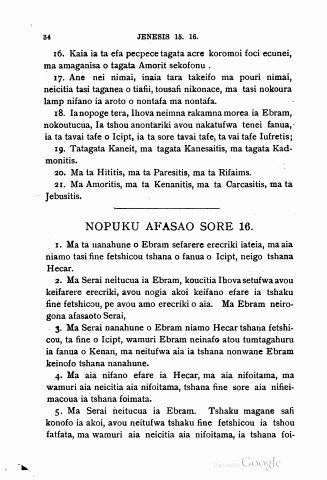 34 JENESIS 15. 16.
16. Kaia ia ta efa pecpece tagata acre koromoi foci ecunei,
ma amaganisa o tagata Amorit sekofonu .
17. Ane nei nimai, inaia tara takeifo ma pouri nimai,
neicitia tasi taganea o tiafii, tousafi nikonace, ma tasi nokoura
lamp nifano ia aroto o nontafa ma nontafa.
18. Ia nopoge tera, Ihova neimna rakamna morea ia Ebram,
nokoutucua, Ia tshou anontariki avou nakatufwa tenei fanua,
ia ta tavai tafe o Icipt, ia ta sore tavai tafe, ta vai tafe Iufretis;
19. Tatagata Kaneit, ma tagata Kanesaitis, ma tagata Kad-
monitis.
20. Ma ta Hititis, ma ta Paresitis, ma ta Rifaims.
21. Ma Amoritis, ma ta Kenanitis, ma ta Carcasitis, ma ta
Jebusitis.
NOPUKU AFASAO SORE 16.
1. Ma ta nanahune o Ebram sefarere erecriki iateia, ma aia
niamo tasi fine fetshicou tshana o fanua o Icipt, neigo tshana
Hecar.
2. Ma Serai neitucua ia Ebram, koucitia Ihova setufwa avou
keifarere erecriki, avou nogia akoi keifano efare ia tshaku
fine fetshicou, pe avou amo erecriki o aia. Ma Ebram neiro-
gona afasaoto Serai,
3. Ma Serai nanahune o Ebram niamo Hecar tshana fetshi-
cou, ta fine o Icipt, wamuri Ebram neinafo atou tumtagahuru
ia fanua o Kenan, ma neitufwa aia ia tshana nonwane Ebram
keinofo tshana nanahune.
4. Ma aia nifano efare ia Hecar, ma aia nifoitama, ma
wamuri aia neicitia aia nifoitama, tshana fine sore aia nifiei-
macoua ia tshana foimata.
5. Ma Serai neitucua ia Ebram. Tshaku magane safi
konofo ia akoi, avou neitufwa tshaku fine fetshicou ia tshou
fatfata, ma wamuri aia neicitia aia nifoitama, ia tshana foi-
Digitized by Google